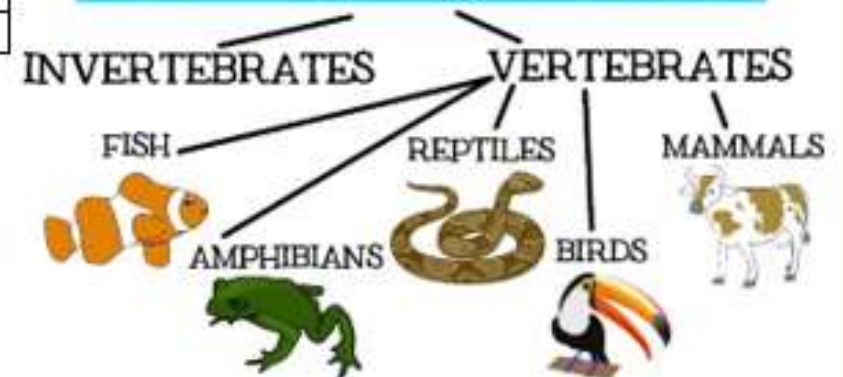 INVERTEBRATES
VERTEBRATES
FISH
REPTILES
MAMMALS
AMPHIBIANS
BIRDS